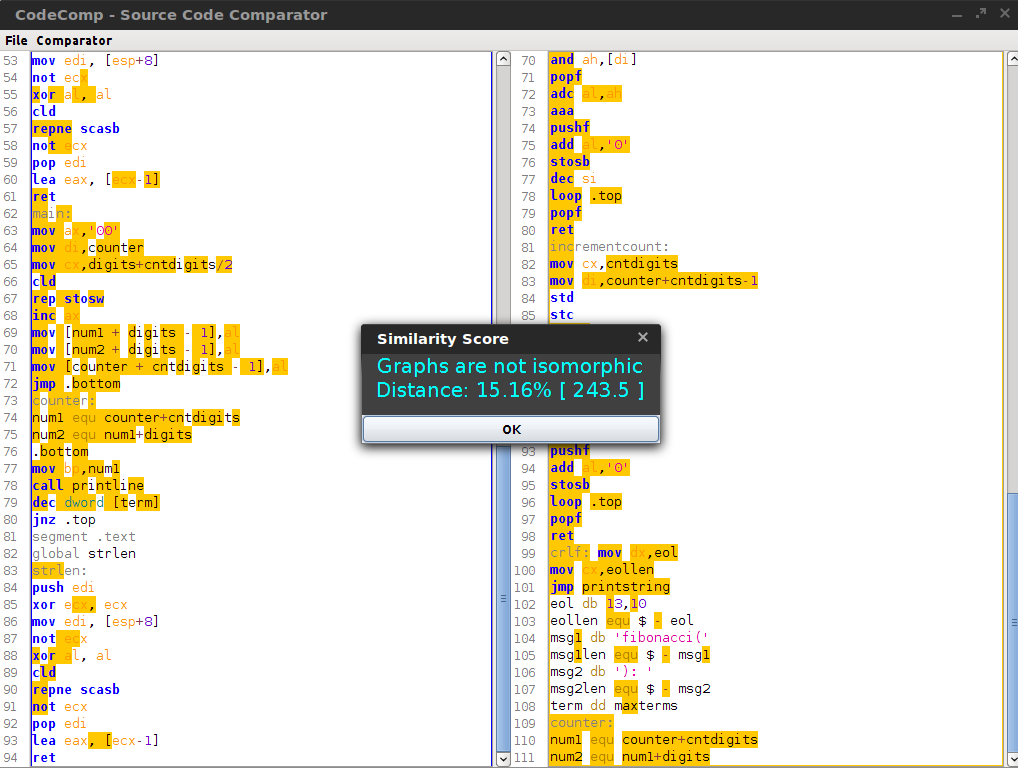 CodeComp - Source Code Comparator
File Comparator
53 mov edi, [esp+8]
54 not ecx
55 xor al, al
56 cld
57 repne scasb
58 not ecx
59 pop edi
60 lea eax, [ecx-1]
61 ret
62 main:
63 mov ax,'00'
64 mov di,counter
65 mov cx,digits+cntdigits/2
66 cld
67 rep stosw
68 inc ax
69 mov [num1 + digits - 1],al
70 mov [num2 + digits - 1],al
71 mov [counter + cntdigits - 1],al
72 jmp .bottom
73 counter:
74 num1 equ counter+cntdigits
75 num2 equ num1+digits
76 .bottom
77 mov bp,num1
78 call printline
79 dec dword [term]
80 jnz .top
81 segment .text
82 global strlen
83 strlen:
84 push edi
85 xor ecx, ecx
86 mov edi, [esp+8]
87 not ecx
88 xor al, al
89 cld
90 repne scasb
91 not ecx
92 pop edi
93 lea eax, [ecx-1]
94 ret
70 and ah,[di]
71 popf
72 adc al,ah
73 aaa
74 pushf
75 add al,'0'
76 stosb
77 dec si
78 loop .top
79 popf
80 ret
81 incrementcount:
82 mov cx,cntdigits
83 mov di,counter+cntdigits-1
84 std
85 stc
Similarity Score
Graphs are not isomorphic
Distance: 15.16% [ 243.5 ]
OK
93 pushf
94 add al,'0'
95 stosb
96 loop .top
97 popf
98 ret
99 crlf: mov dx,eol
100 mov cx,eollen
101 jmp printstring
102 eol db 13,10
103 eollen equ $ - eol
104 msg1 db 'fibonacci('
105 msg1len equ $ - msg1
106 msg2 db '): '
107 msg2len equ $ - msg2
108 term dd maxterms
109 counter:
110 num1 equ counter+cntdigits
111 num2 equ num1+digits